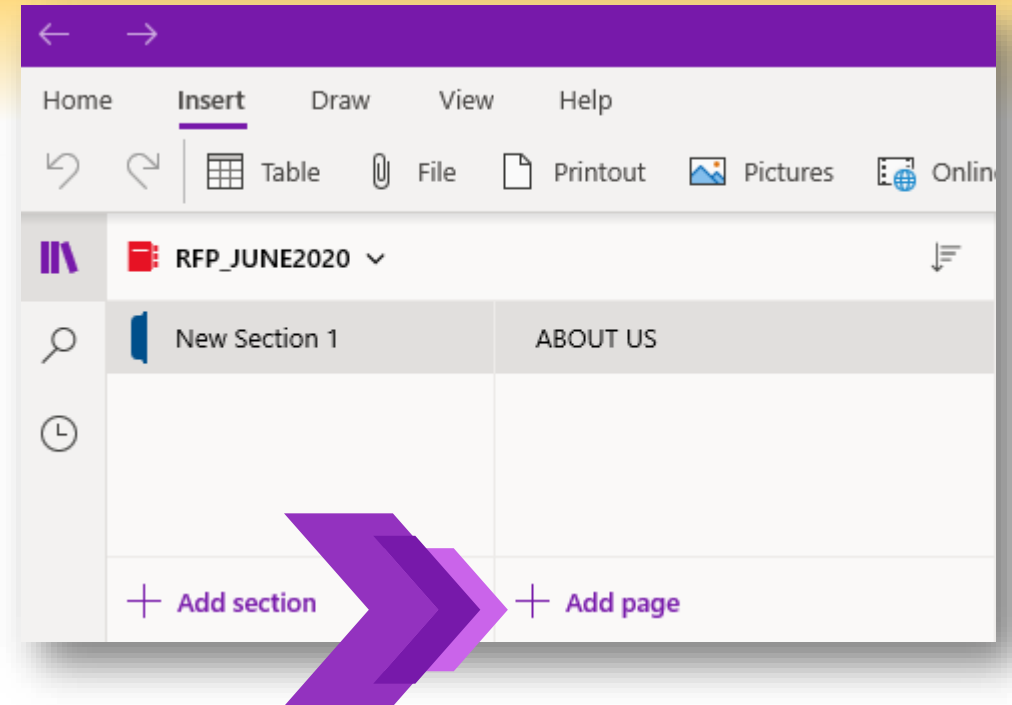 Home Insert Draw View Help
Table File Printout Pictures Onlin
RFP_JUNE2020
New Section 1 ABOUT US
Add section Add page